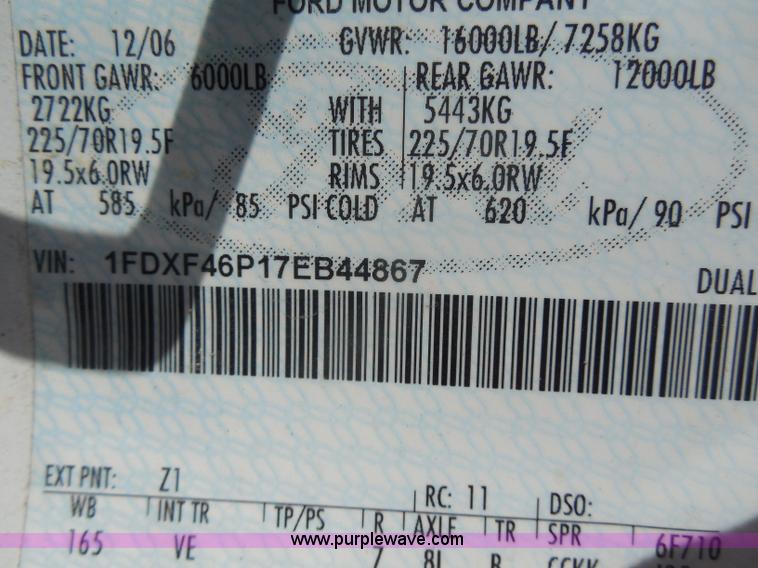 FORD MOTOR COMPANY
DATE: 12/06 GVWR: 16000LB/ 7258KG
FRONT GAWR: 6000LB REAR GAWR: 12000LB
2722KG WITH 5443KG
225/70R19.5F TIRES 225/70R19.5F
19.5x6.0RW RIMS 19.5x6.0RW
AT 585 kPa/ 85 PSI COLD AT 620 kPa/ 90 PSI
VIN: 1FDXF46P17EB44867
DUAL
EXT PNT: Z1 RC: 11 DSO:
WB INT TR TP/PS R AXLE TR SPR 6F710
165 VE 7 8L
www.purplewave.com